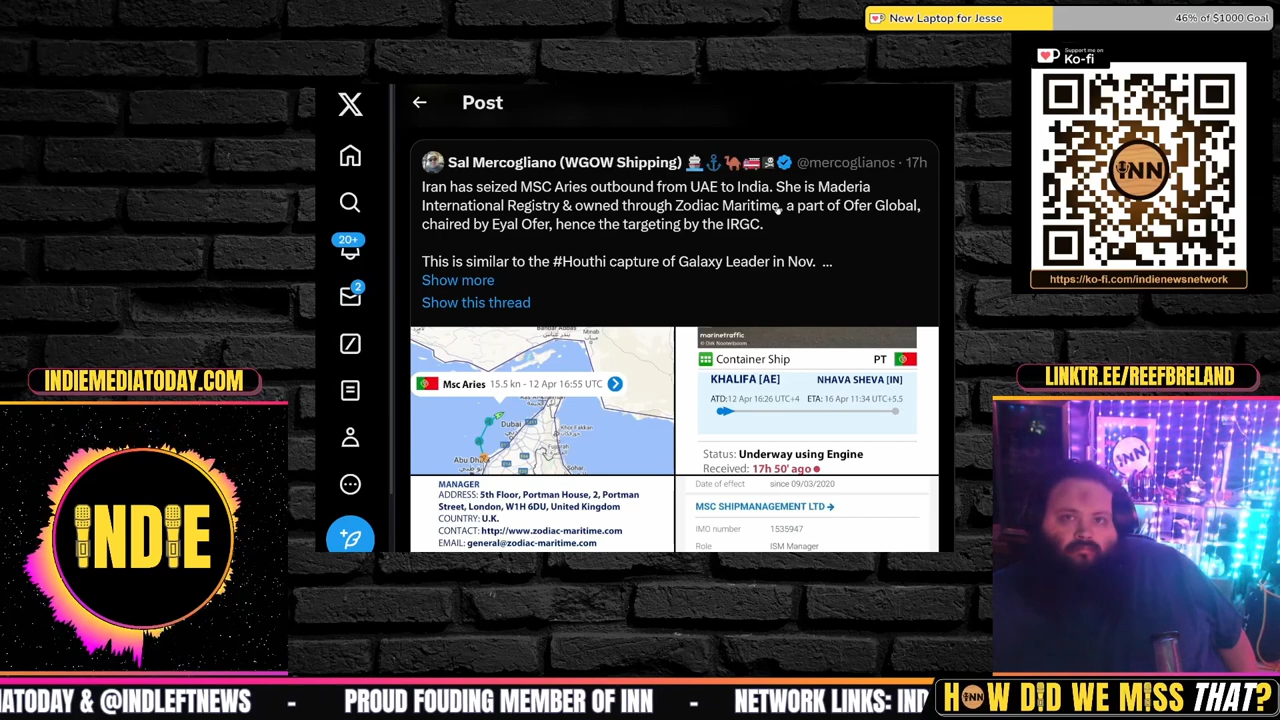 New Laptop for Jesse
46% of $1000 Goal
Support me on
Ko-fi
INN
https://ko-fi.com/indienewsnetwork
Post
Sal Mercogliano (WGOW Shipping)
@mercoglianos · 17h
Iran has seized MSC Aries outbound from UAE to India. She is Maderia
International Registry & owned through Zodiac Maritime, a part of Ofer Global,
chaired by Eyal Ofer, hence the targeting by the IRGC.
This is similar to the #Houthi capture of Galaxy Leader in Nov. ...
Show more
Show this thread
20+
2
Msc Aries 15.5 kn - 12 Apr 16:55 UTC
Dubai
Khor Fakkan
Sohar
marinetraffic
Container Ship
PT
KHALIFA [AE]
NHAVA SHEVA [IN]
ATD:12 Apr 16:26 UTC+4
ETA: 16 Apr 11:34 UTC+5.5
Status: Underway using Engine
Received: 17h 50' ago
MANAGER
ADDRESS: 5th Floor, Portman House, 2, Portman
Street, London, W1H 6DU, United Kingdom
COUNTRY: U.K.
CONTACT: http://www.zodiac-maritime.com
EMAIL: general@zodiac-maritime.com
Date of effect
since 09/03/2020
MSC SHIPMANAGEMENT LTD
IMO number
1535947
Role
ISM Manager
INDIEMEDIATODAY.COM
INDIE
LINKTR.EE/REEFBRELAND
INN
IATODAY & @INDLEFTNEWS - PROUD FOUDING MEMBER OF INN - NETWORK LINKS: IND
HOW DID WE MISS THAT?